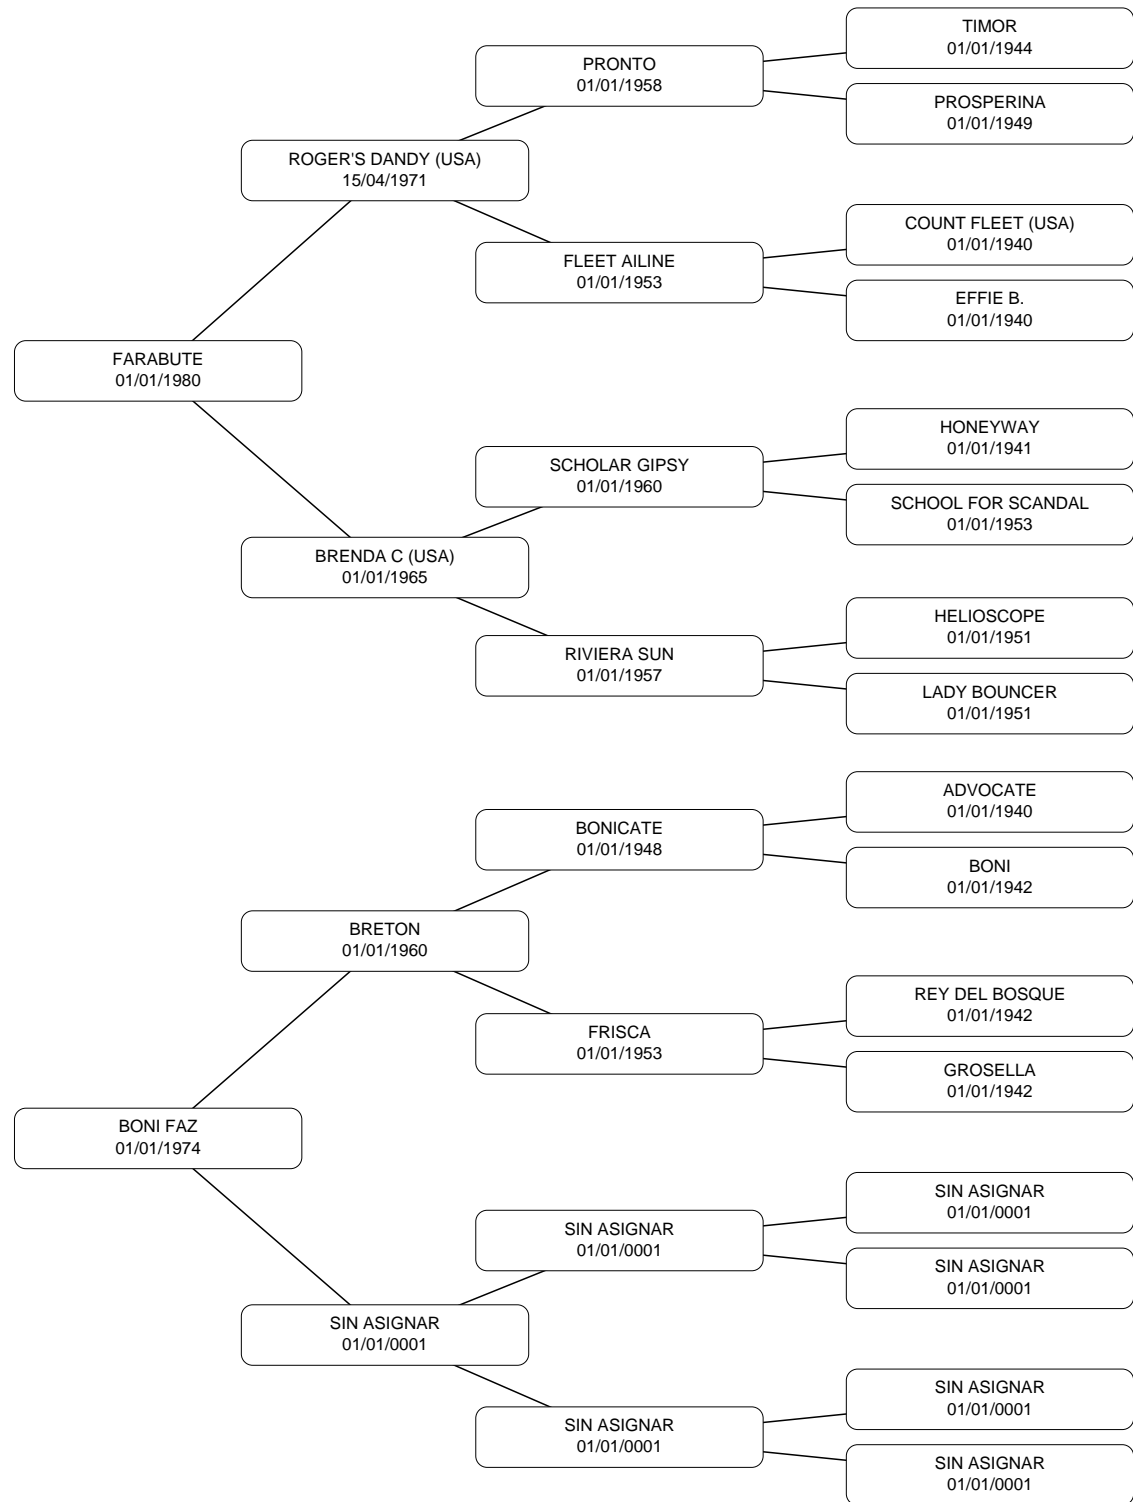 TIMOR
01/01/1944
PRONTO
01/01/1958
PROSPERINA
01/01/1949
ROGER'S DANDY (USA)
15/04/1971
COUNT FLEET (USA)
01/01/1940
FLEET AILINE
01/01/1953
EFFIE B.
01/01/1940
FARABUTE
01/01/1980
HONEYWAY
01/01/1941
SCHOLAR GIPSY
01/01/1960
SCHOOL FOR SCANDAL
01/01/1953
BRENDA C (USA)
01/01/1965
HELIOSCOPE
01/01/1951
RIVIERA SUN
01/01/1957
LADY BOUNCER
01/01/1951
ADVOCATE
01/01/1940
BONICATE
01/01/1948
BONI
01/01/1942
BRETON
01/01/1960
REY DEL BOSQUE
01/01/1942
FRISCA
01/01/1953
GROSELLA
01/01/1942
BONI FAZ
01/01/1974
SIN ASIGNAR
01/01/0001
SIN ASIGNAR
01/01/0001
SIN ASIGNAR
01/01/0001
SIN ASIGNAR
01/01/0001
SIN ASIGNAR
01/01/0001
SIN ASIGNAR
01/01/0001
SIN ASIGNAR
01/01/0001